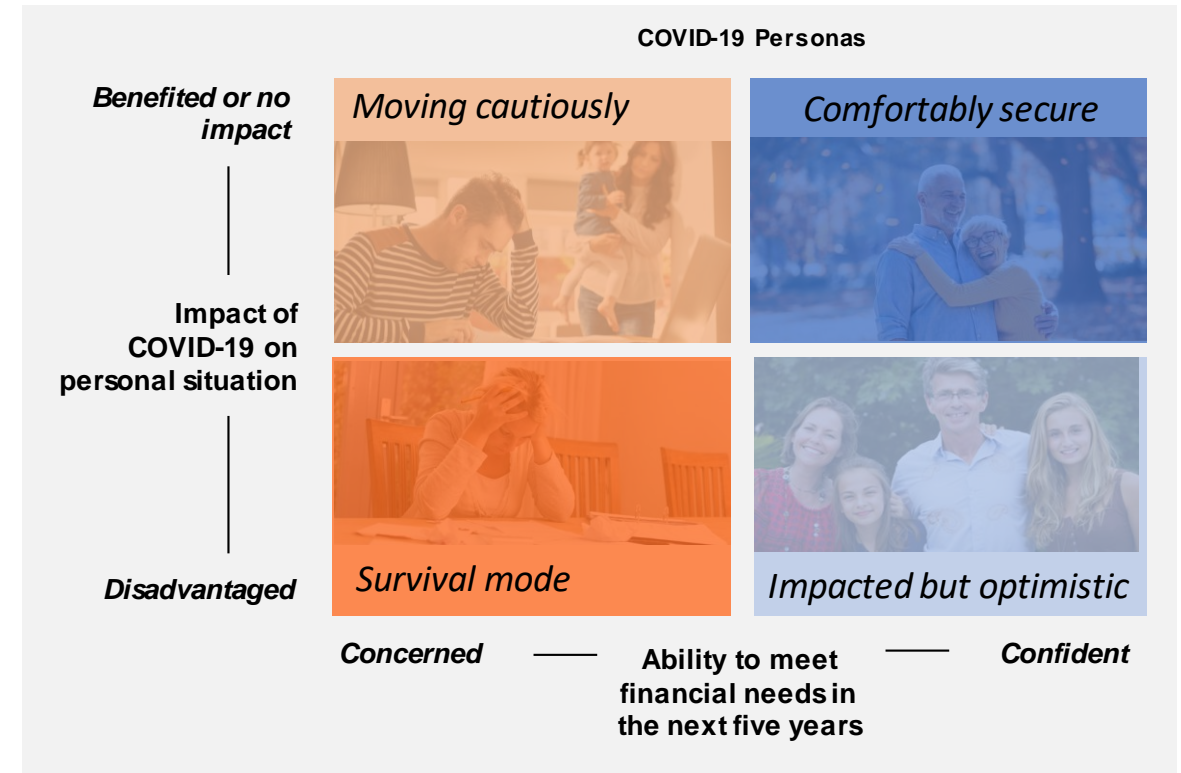 COVID-19 Personas
Benefited or no
impact
Moving cautiously
Comfortably secure
Impact of
COVID-19 on
personal situation
Disadvantaged
Survival mode
Impacted but optimistic
Concerned
Ability to meet
financial needs in
the next five years
Confident